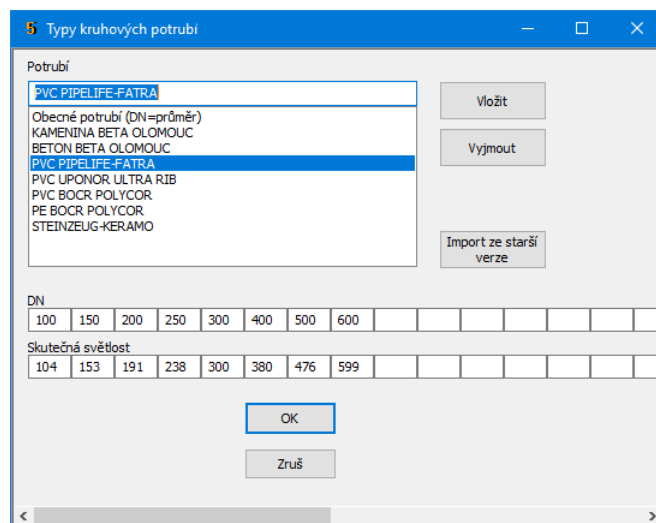 5 Typy kruhových potrubí
Potrubí
PVC PIPELIFE-FATRA
Vložit
Obecné potrubí (DN=průměr)
KAMENINA BETA OLOMOUC
BETON BETA OLOMOUC
PVC PIPELIFE-FATRA
PVC UPONOR ULTRA RIB
PVC BOCR POLYCOR
PE BOCR POLYCOR
STEINZEUG-KERAMO
Vyjmout
Import ze starší
verze
DN
100 150 200 250 300 400 500 600
Skutečná světlost
104 153 191 238 300 380 476 599
OK
Zruš